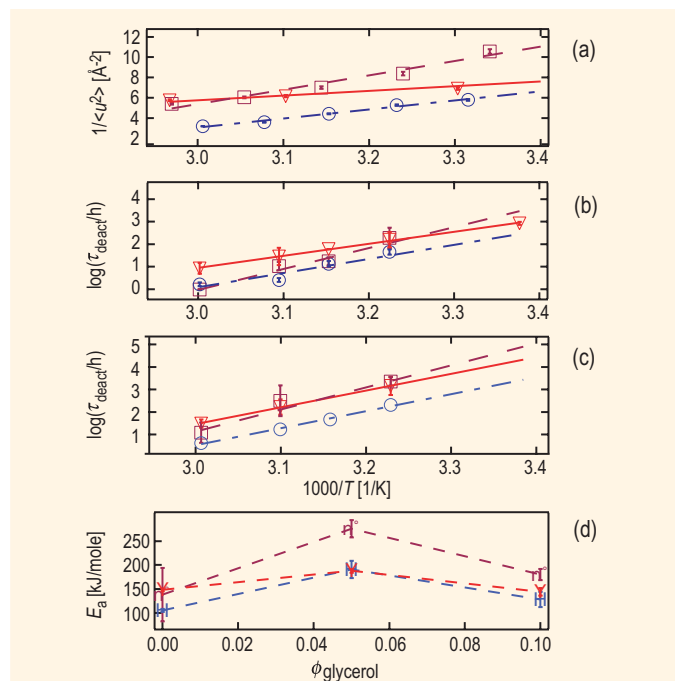 (a)
1/<u²> [Å-2]
12
10
8
6
4
2
3.0 3.1 3.2 3.3 3.4
(b)
log(τdeact/h)
4
3
2
1
0
3.0 3.1 3.2 3.3 3.4
(c)
log(τdeact/h)
5
4
3
2
1
3.0 3.1 3.2 3.3 3.4
1000/T [1/K]
(d)
Ea [kJ/mole]
250
200
150
100
0.00 0.02 0.04 0.06 0.08 0.10
ϕglycerol